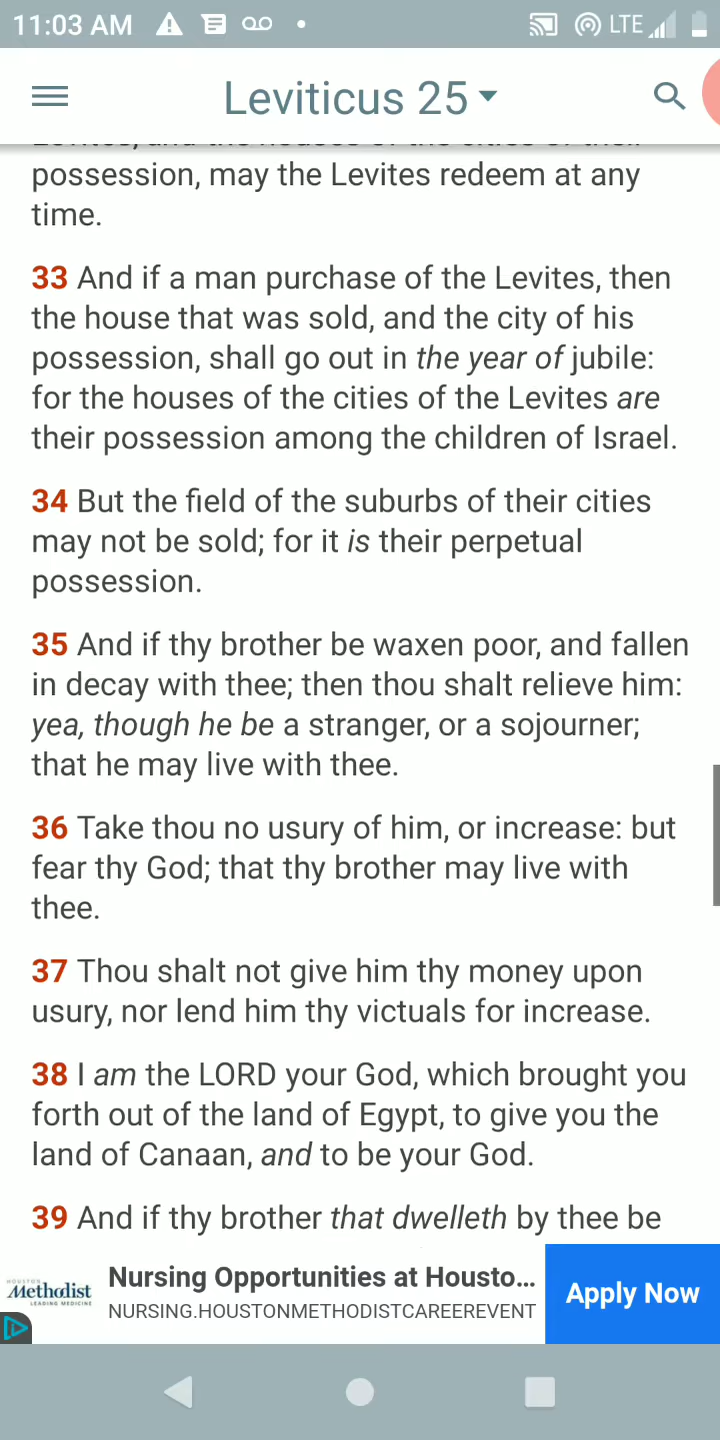 11:03 AM
LTE
Leviticus 25
possession, may the Levites redeem at any
time.
33 And if a man purchase of the Levites, then
the house that was sold, and the city of his
possession, shall go out in the year of jubile:
for the houses of the cities of the Levites are
their possession among the children of Israel.
34 But the field of the suburbs of their cities
may not be sold; for it is their perpetual
possession.
35 And if thy brother be waxen poor, and fallen
in decay with thee; then thou shalt relieve him:
yea, though he be a stranger, or a sojourner;
that he may live with thee.
36 Take thou no usury of him, or increase: but
fear thy God; that thy brother may live with
thee.
37 Thou shalt not give him thy money upon
usury, nor lend him thy victuals for increase.
38 I am the LORD your God, which brought you
forth out of the land of Egypt, to give you the
land of Canaan, and to be your God.
39 And if thy brother that dwelleth by thee be
HOUSTON
Methodist
LEADING MEDICINE
Nursing Opportunities at Housto...
NURSING.HOUSTONMETHODISTCAREEREVENT
Apply Now